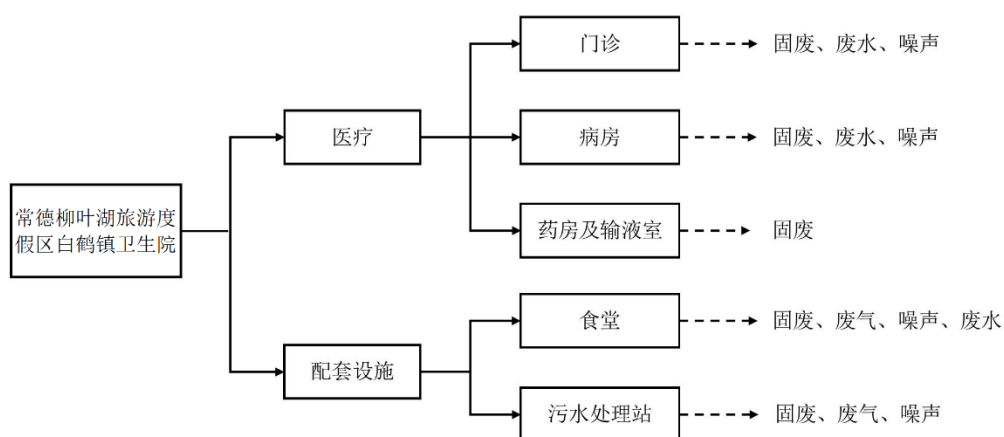 门诊
固废、废水、噪声
医疗
病房
固废、废水、噪声
常德柳叶湖旅游度
假区白鹤镇卫生院
药房及输液室
固废
食堂
固废、废气、噪声、废水
配套设施
污水处理站
固废、废气、噪声